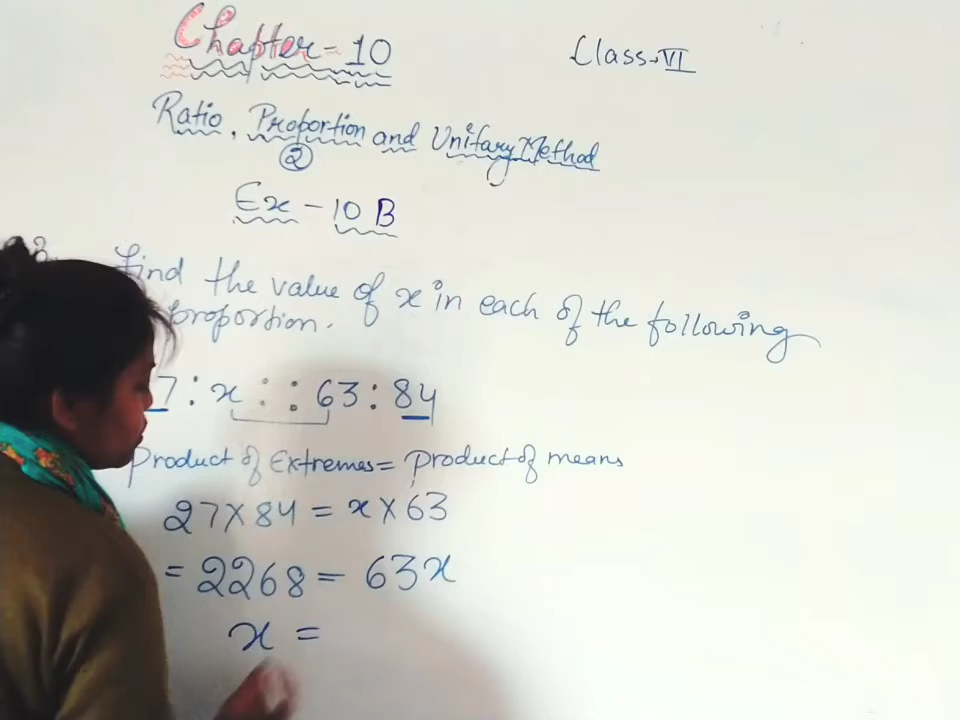 Chapter-10
Class-VI
Ratio, Proportion and Unitary Method
②
Ex-10 B
Find the value of x in each of the following
proportion.
7 : x : : 63 : 84
Product of Extremes = product of means
27 × 84 = x × 63
= 2268 = 63x
x =